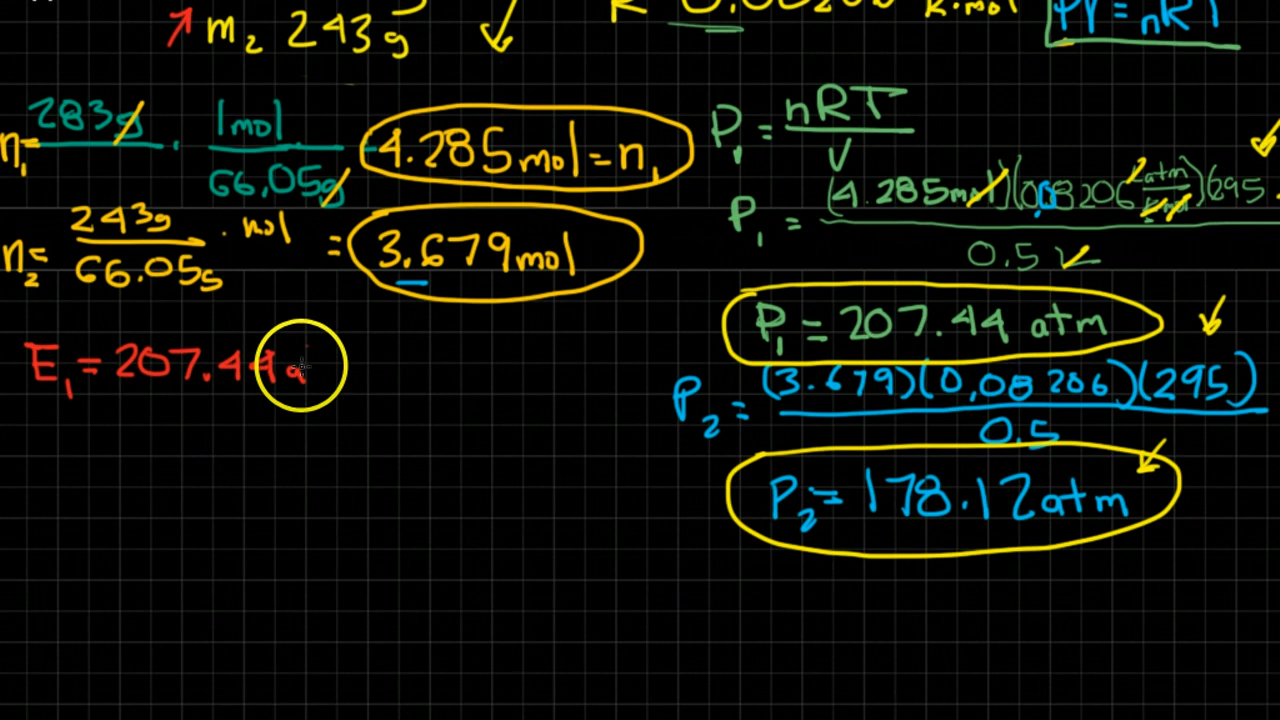 m₂ 243g
K·mol
PV = nRT
n₁= 283g · 1mol / 66.05g = 4.285mol = n₁
n₂= 243g / 66.05g · mol = 3.679mol
E₁ = 207.44 a
P₁ = nRT / V
P₁ = (4.285mol)(0.08206 L atm / K mol)(295 / 0.5 L
P₁ = 207.44 atm
P₂ = (3.679)(0.08206)(295) / 0.5
P₂ = 178.12 atm